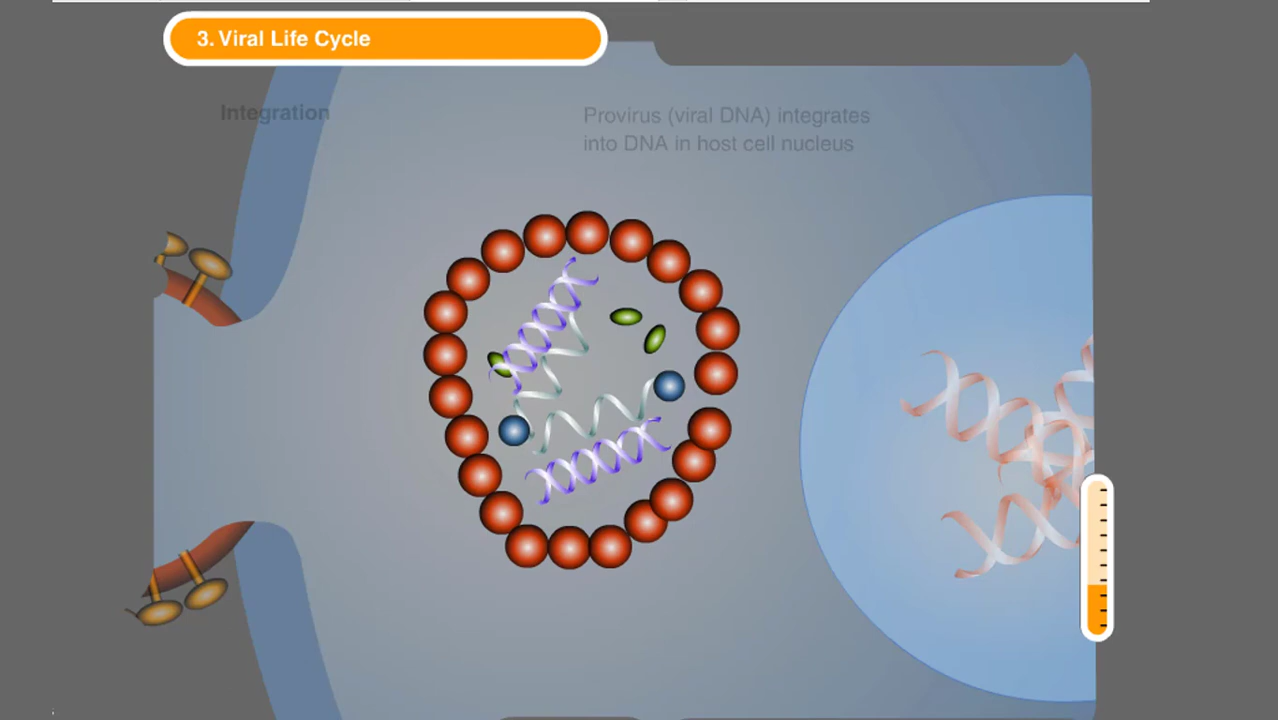 3. Viral Life Cycle
Integration
Provirus (viral DNA) integrates
into DNA in host cell nucleus